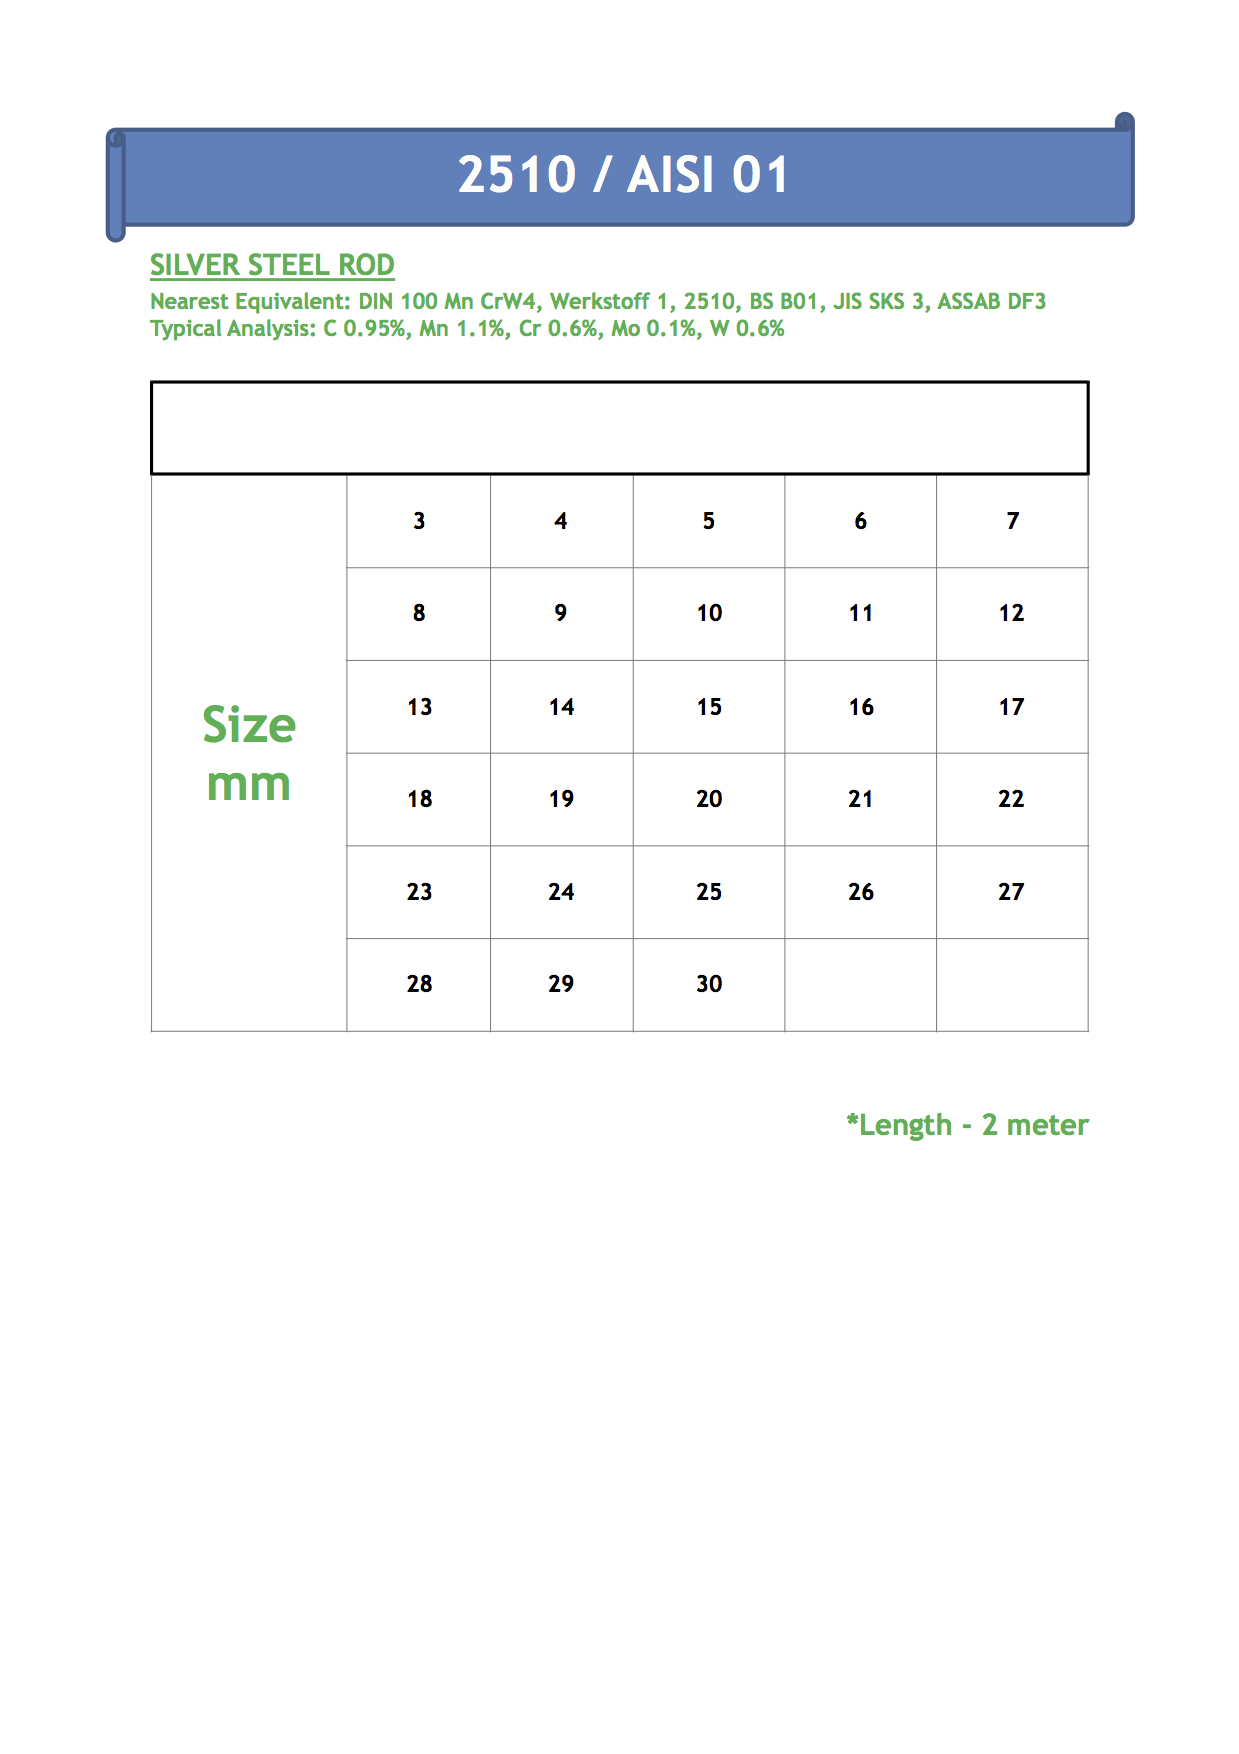 2510 / AISI 01
SILVER STEEL ROD
Nearest Equivalent: DIN 100 Mn CrW4, Werkstoff 1, 2510, BS B01, JIS SKS 3, ASSAB DF3
Typical Analysis: C 0.95%, Mn 1.1%, Cr 0.6%, Mo 0.1%, W 0.6%
Size
mm
3 4 5 6 7
8 9 10 11 12
13 14 15 16 17
18 19 20 21 22
23 24 25 26 27
28 29 30
*Length - 2 meter